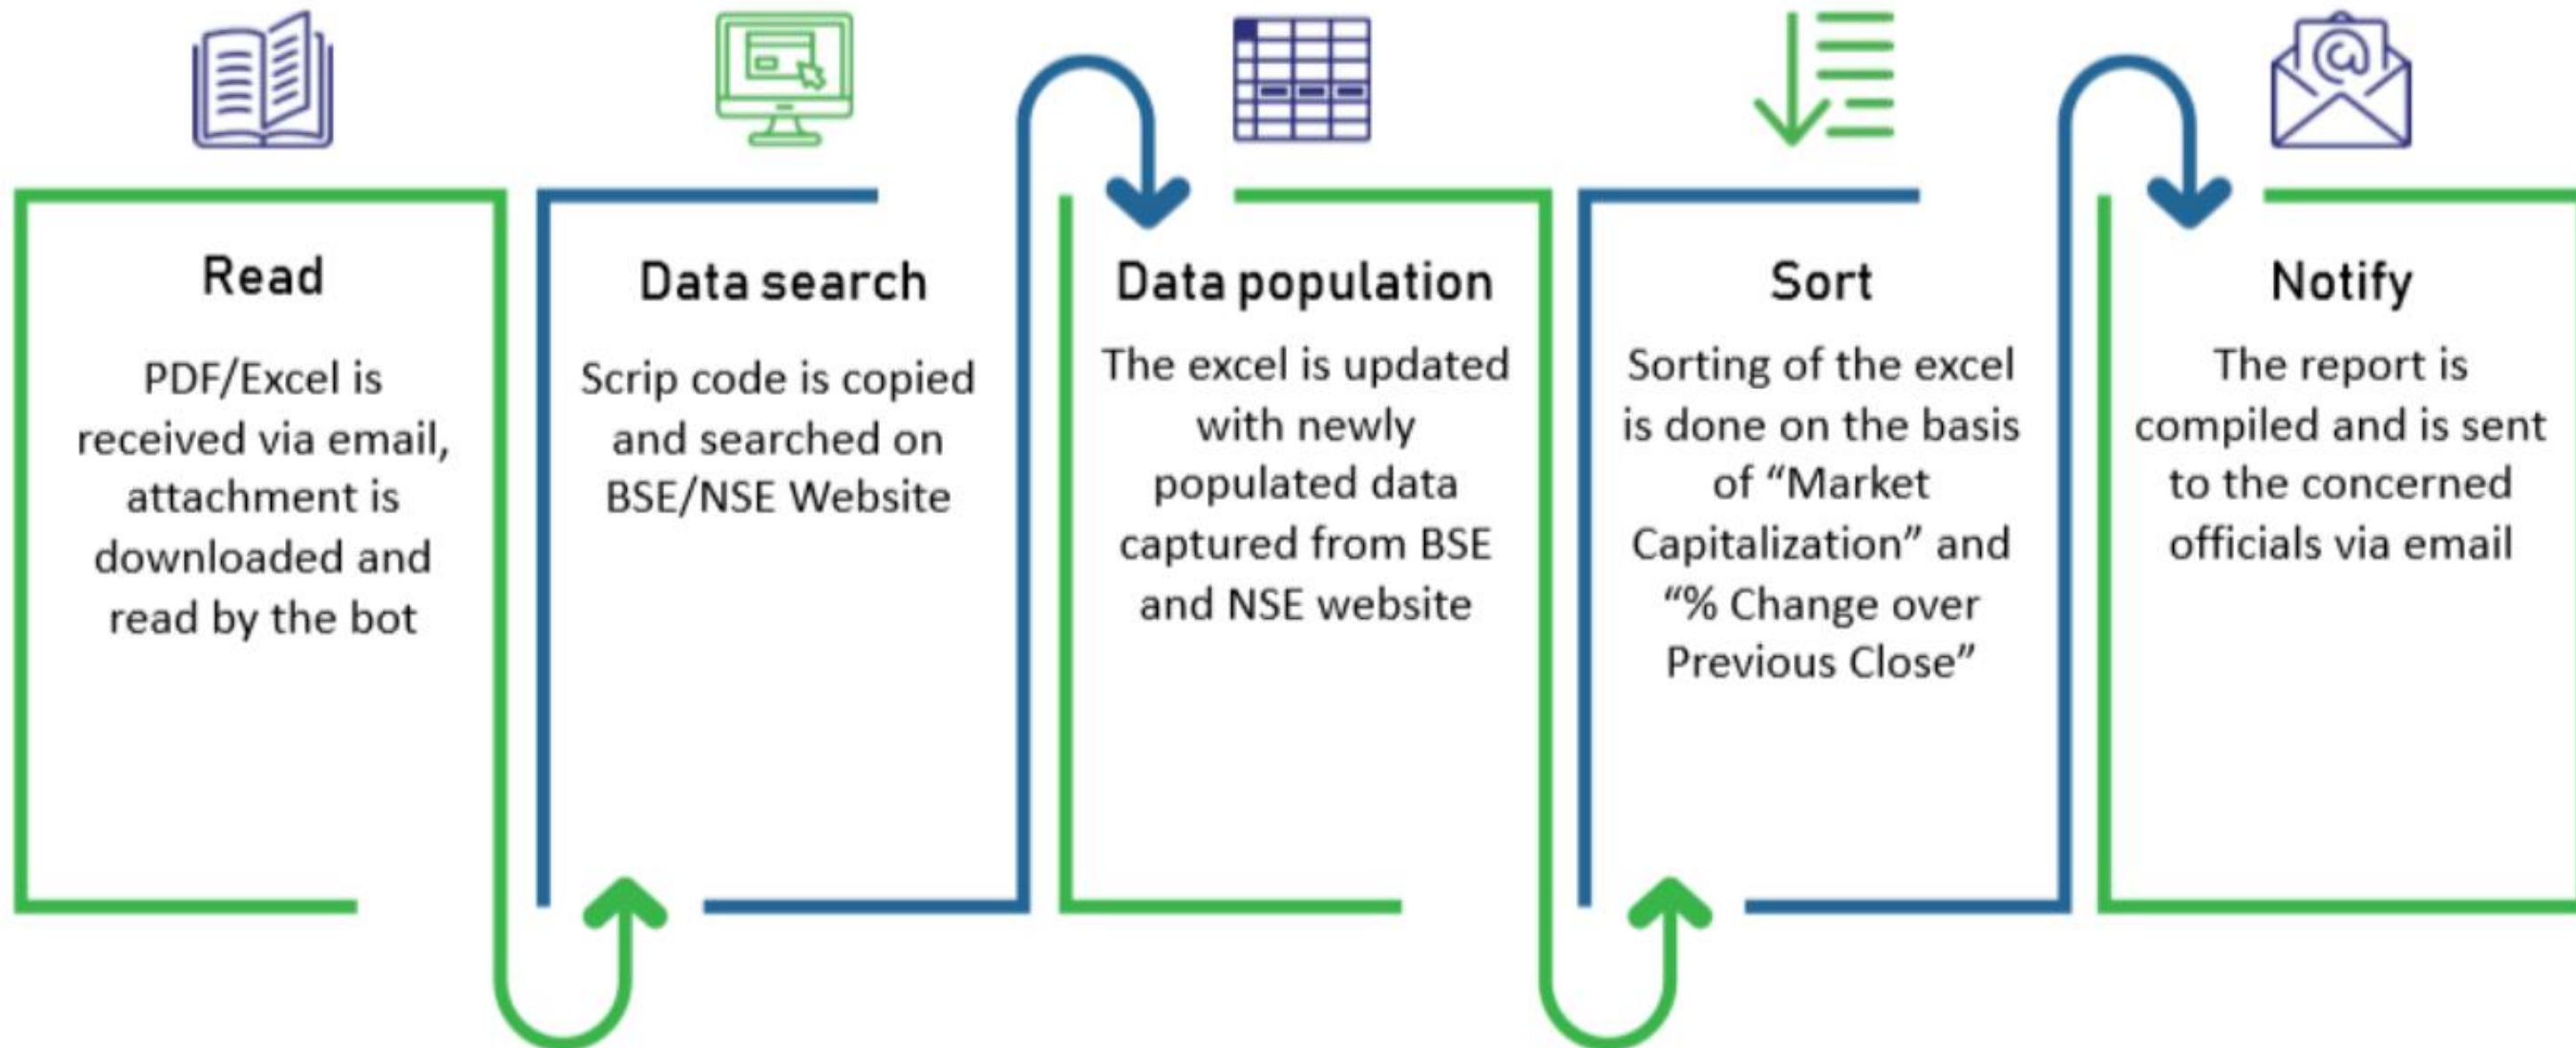 Read
PDF/Excel is
received via email,
attachment is
downloaded and
read by the bot
Data search
Scrip code is copied
and searched on
BSE/NSE Website
Data population
The excel is updated
with newly
populated data
captured from BSE
and NSE website
Sort
Sorting of the excel
is done on the basis
of “Market
Capitalization” and
“% Change over
Previous Close”
Notify
The report is
compiled and is sent
to the concerned
officials via email